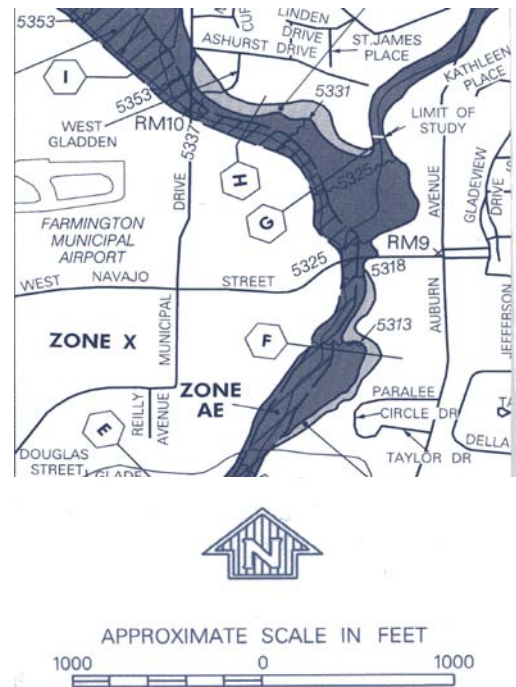 5353
CUF
LINDEN
DRIVE
DRIVE
ASHURST
ST.JAMES
PLACE
KATHLEEN
PLACE
I
5353
5331
WEST
GLADDEN
RM10
5337
LIMIT OF
STUDY
H
G
5325
DRIVE
AVENUE
GLADEVIEW
DRIVE
FARMINGTON
MUNICIPAL
AIRPORT
RM9
5325
5318
WEST NAVAJO STREET
5313
ZONE X
MUNICIPAL
F
AUBURN
JEFFERSON
ZONE
AE
PARALEE
CIRCLE DR
REILLY
AVENUE
E
TA
DELLA
TAYLOR DR
DOUGLAS
STREET
GLADE
N
APPROXIMATE SCALE IN FEET
1000 0 1000